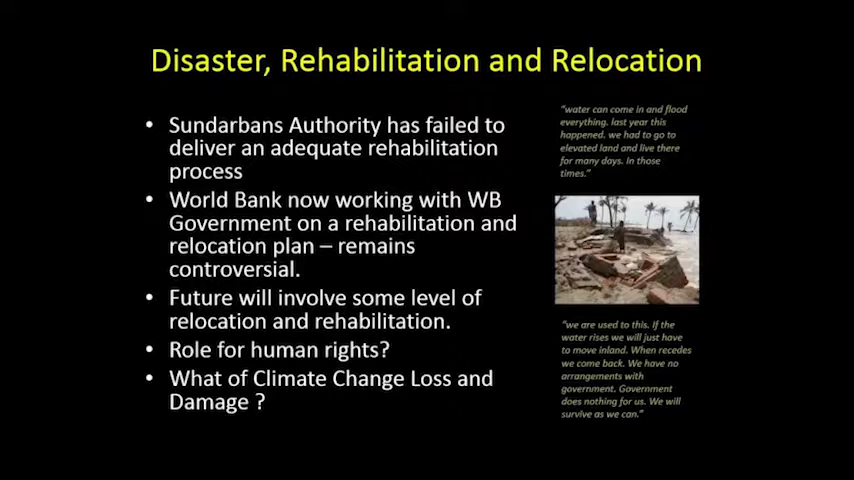 Disaster, Rehabilitation and Relocation
• Sundarbans Authority has failed to
deliver an adequate rehabilitation
process
• World Bank now working with WB
Government on a rehabilitation and
relocation plan – remains
controversial.
• Future will involve some level of
relocation and rehabilitation.
• Role for human rights?
• What of Climate Change Loss and
Damage ?
"water can come in and flood
everything. last year this
happened. we had to go to
elevated land and live there
for many days. In those
times."
"we are used to this. If the
water rises we will just have
to move inland. When recedes
we come back. We have no
arrangements with
government. Government
does nothing for us. We will
survive as we can."